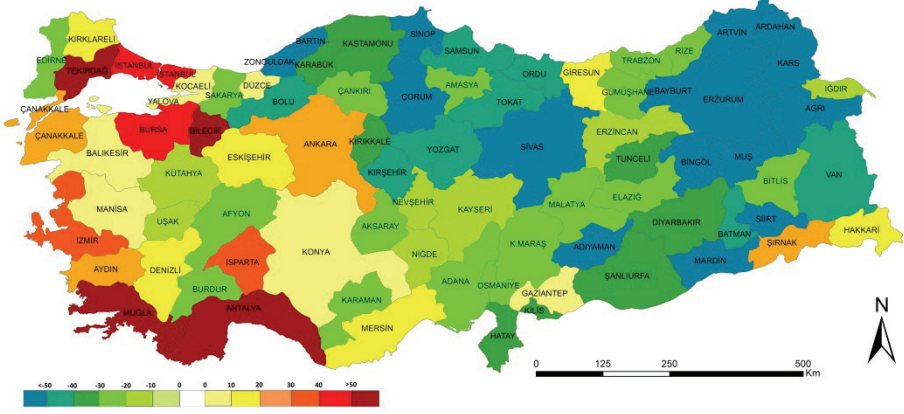 SİNOP
BARTIN
KASTAMONU
ARTVİN
ARDAHAN
KIRKLARELİ
EDİRNE
İSTANBUL
TEKİRDAĞ
İSTANBUL
ZONGULDAK
KARABÜK
SAMSUN
ORDU
GİRESUN
TRABZON
RİZE
KARS
KOCAELİ
DÜZCE
YALOVA
SAKARYA
BOLU
ÇANKIRI
ÇORUM
AMASYA
TOKAT
GÜMÜŞHANE
BAYBURT
ERZURUM
IĞDIR
AĞRI
ÇANAKKALE
ÇANAKKALE
BURSA
BİLECİK
ESKİŞEHİR
ANKARA
KIRIKKALE
YOZGAT
SİVAS
ERZİNCAN
BALIKESİR
KÜTAHYA
KIRŞEHİR
TUNCELİ
BİNGÖL
MUŞ
VAN
MANİSA
UŞAK
AFYON
NEVŞEHİR
KAYSERİ
MALATYA
ELAZIĞ
BİTLİS
AKSARAY
DİYARBAKIR
SİİRT
BATMAN
HAKKARİ
İZMİR
KONYA
NİĞDE
K.MARAŞ
ADIYAMAN
ŞIRNAK
MARDİN
AYDIN
DENİZLİ
ISPARTA
BURDUR
ADANA
OSMANİYE
ŞANLIURFA
GAZİANTEP
KARAMAN
KİLİS
MUĞLA
ANTALYA
MERSİN
HATAY
N
0 125 250 500
Km
<-50 -40 -30 -20 -10 0 0 10 20 30 40 >50